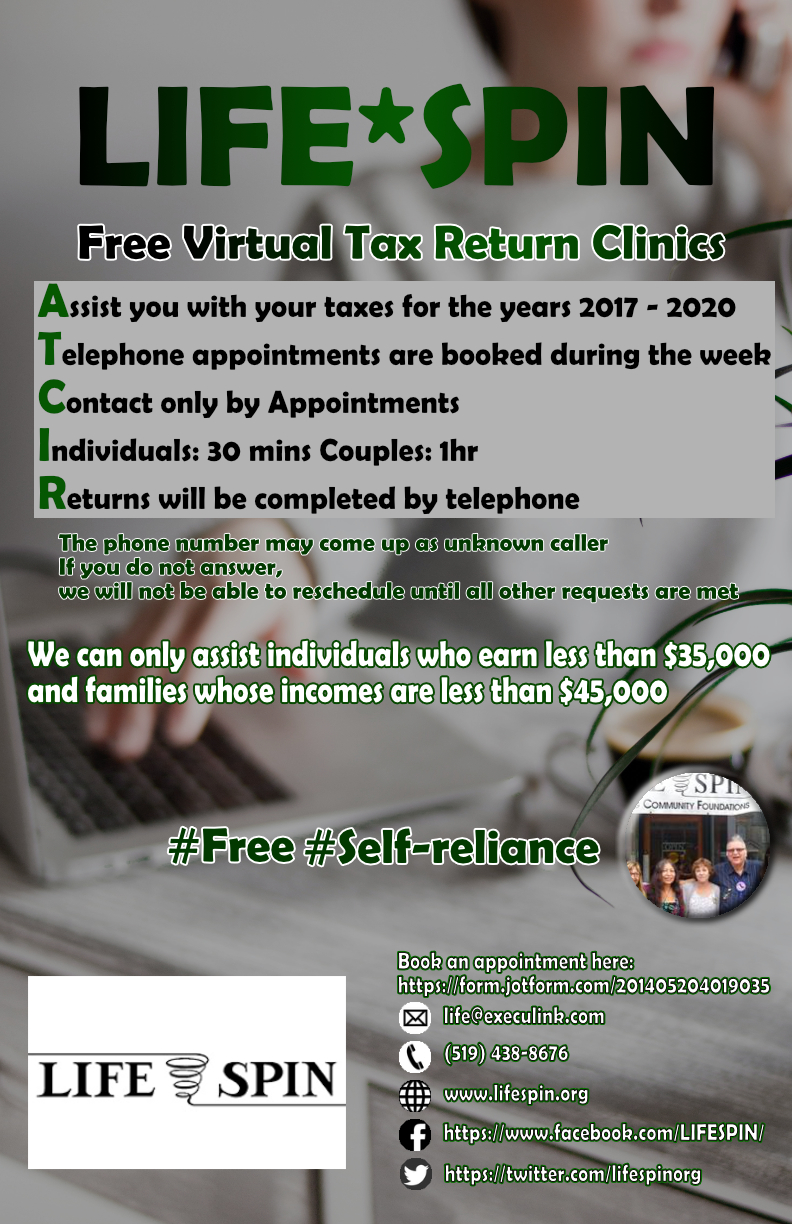 LIFE*SPIN
Free Virtual Tax Return Clinics
Assist you with your taxes for the years 2017 - 2020
Telephone appointments are booked during the week
Contact only by Appointments
Individuals: 30 mins Couples: 1hr
Returns will be completed by telephone
The phone number may come up as unknown caller
If you do not answer,
we will not be able to reschedule until all other requests are met
We can only assist individuals who earn less than $35,000
and families whose incomes are less than $45,000
SPIN
COMMUNITY FOUNDATIONS
#Free #Self-reliance
Book an appointment here:
https://form.jotform.com/201405204019035
life@execulink.com
(519) 438-8676
www.lifespin.org
https://www.facebook.com/LIFESPIN/
https://twitter.com/lifespinorg
LIFE SPIN